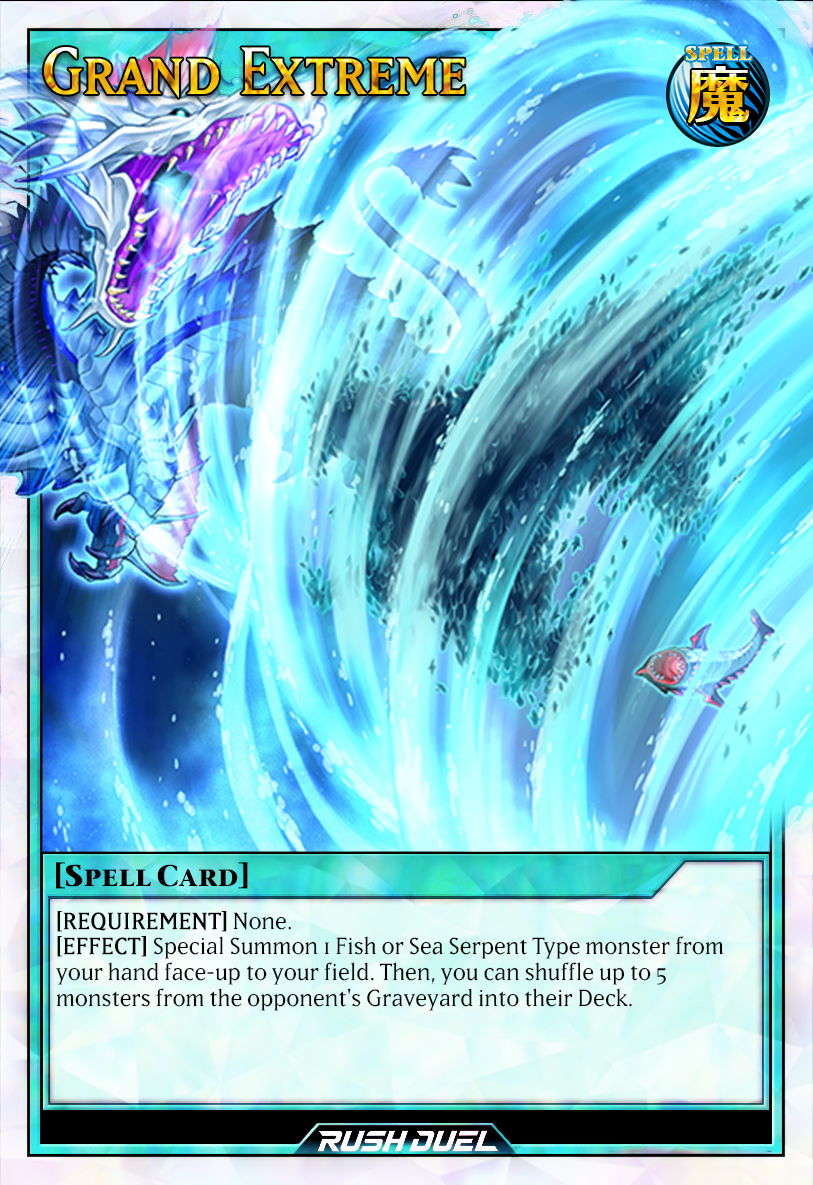 Grand Extreme
SPELL
魔
[Spell Card]
[REQUIREMENT] None.
[EFFECT] Special Summon 1 Fish or Sea Serpent Type monster from
your hand face-up to your field. Then, you can shuffle up to 5
monsters from the opponent's Graveyard into their Deck.
RUSH DUEL